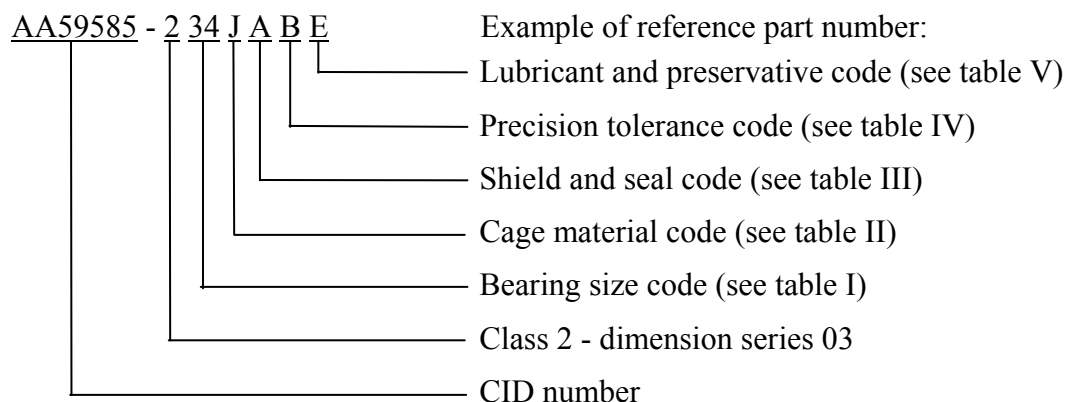 AA59585 - 2 34 J A B E Example of reference part number:
Lubricant and preservative code (see table V)
Precision tolerance code (see table IV)
Shield and seal code (see table III)
Cage material code (see table II)
Bearing size code (see table I)
Class 2 - dimension series 03
CID number